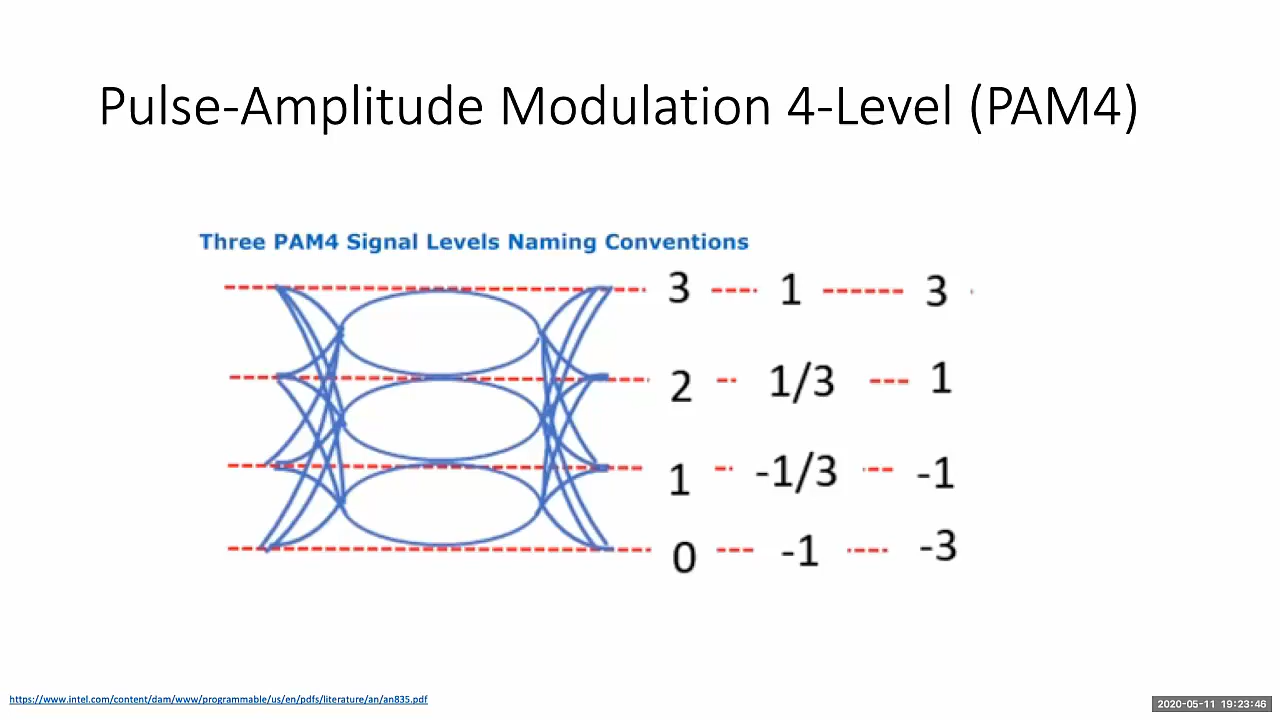 Pulse-Amplitude Modulation 4-Level (PAM4)
Three PAM4 Signal Levels Naming Conventions
3 1 3
2 1/3 1
1 -1/3 -1
0 -1 -3
https://www.intel.com/content/dam/www/programmable/us/en/pdfs/literature/an/an835.pdf
2020-05-11 19:23:46